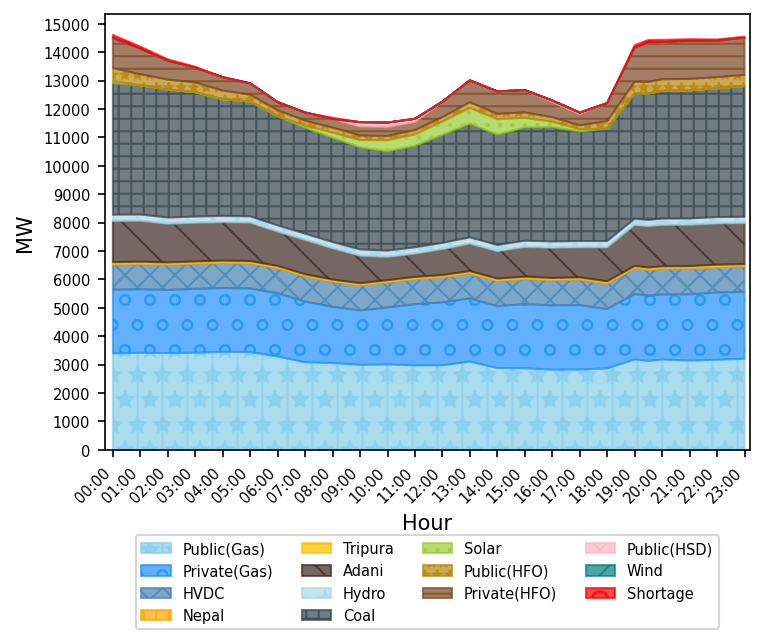 15000
14000
13000
12000
11000
10000
9000
8000
7000
6000
5000
4000
3000
2000
1000
0
MW
00:00 01:00 02:00 03:00 04:00 05:00 06:00 07:00 08:00 09:00 10:00 11:00 12:00 13:00 14:00 15:00 16:00 17:00 18:00 19:00 20:00 21:00 22:00 23:00
Hour
Public(Gas) Tripura Solar Public(HSD)
Private(Gas) Adani Public(HFO) Wind
HVDC Hydro Private(HFO) Shortage
Nepal Coal